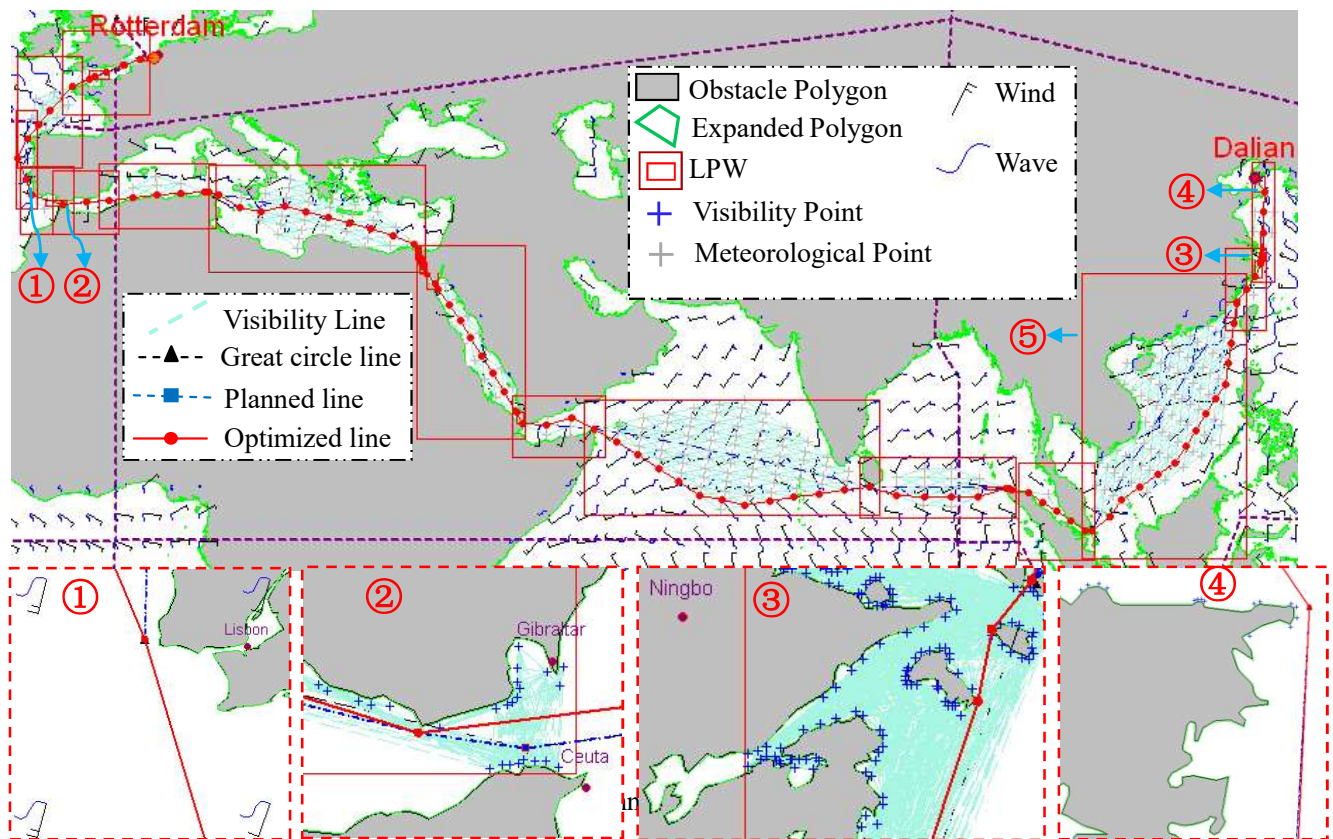 Rotterdam
Obstacle Polygon
Wind
Expanded Polygon
Dalian
LPW
Wave
④
Visibility Point
③
Meteorological Point
① ②
Visibility Line
⑤
Great circle line
Planned line
Optimized line
①
②
③
④
Ningbo
Lisbon
Gibraltar
Ceuta